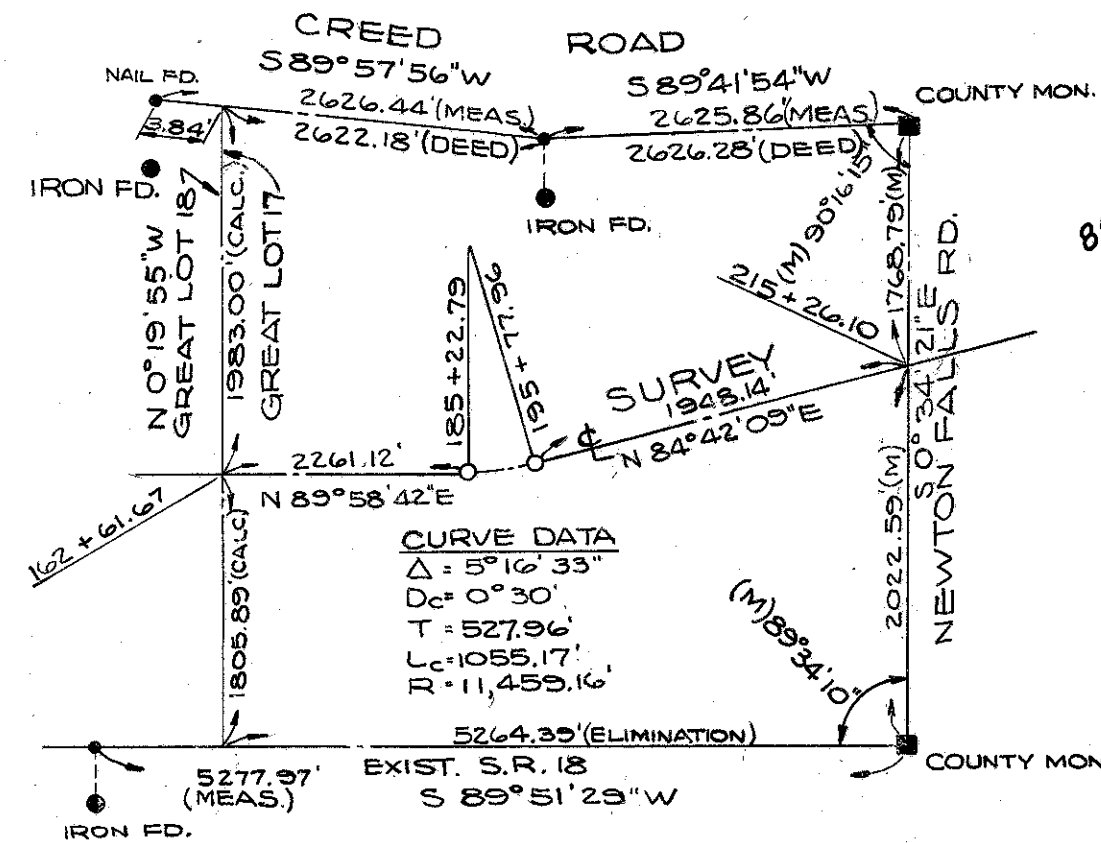 CREED ROAD
S 89°57'56"W
S 89°41'54"W
NAIL FD.
2626.44'(MEAS.)
2622.18'(DEED)
2625.86'(MEAS.)
2626.28'(DEED)
COUNTY MON.
3.84'
IRON FD.
IRON FD.
N 0°19'55"W
GREAT LOT 18
1983.00'(CALC.)
GREAT LOT 17
(M) 90°16'15"
1768.79'(M)
8'
215+26.10
185+22.79
195+77.96
SURVEY
1948.14'
℄ N 84°42'09"E
S 0°34'21"E
NEWTON FALLS RD.
2261.12'
N 89°58'42"E
162+61.67
1805.89'(CALC)
CURVE DATA
Δ = 5°16'33"
Dc= 0°30'
T = 527.96'
Lc=1055.17'
R = 11,459.16'
2022.59'(M)
(M)89°34'10"
5264.39'(ELIMINATION)
5277.97'
(MEAS.)
EXIST. S.R. 18
S 89°51'29"W
COUNTY MON
IRON FD.